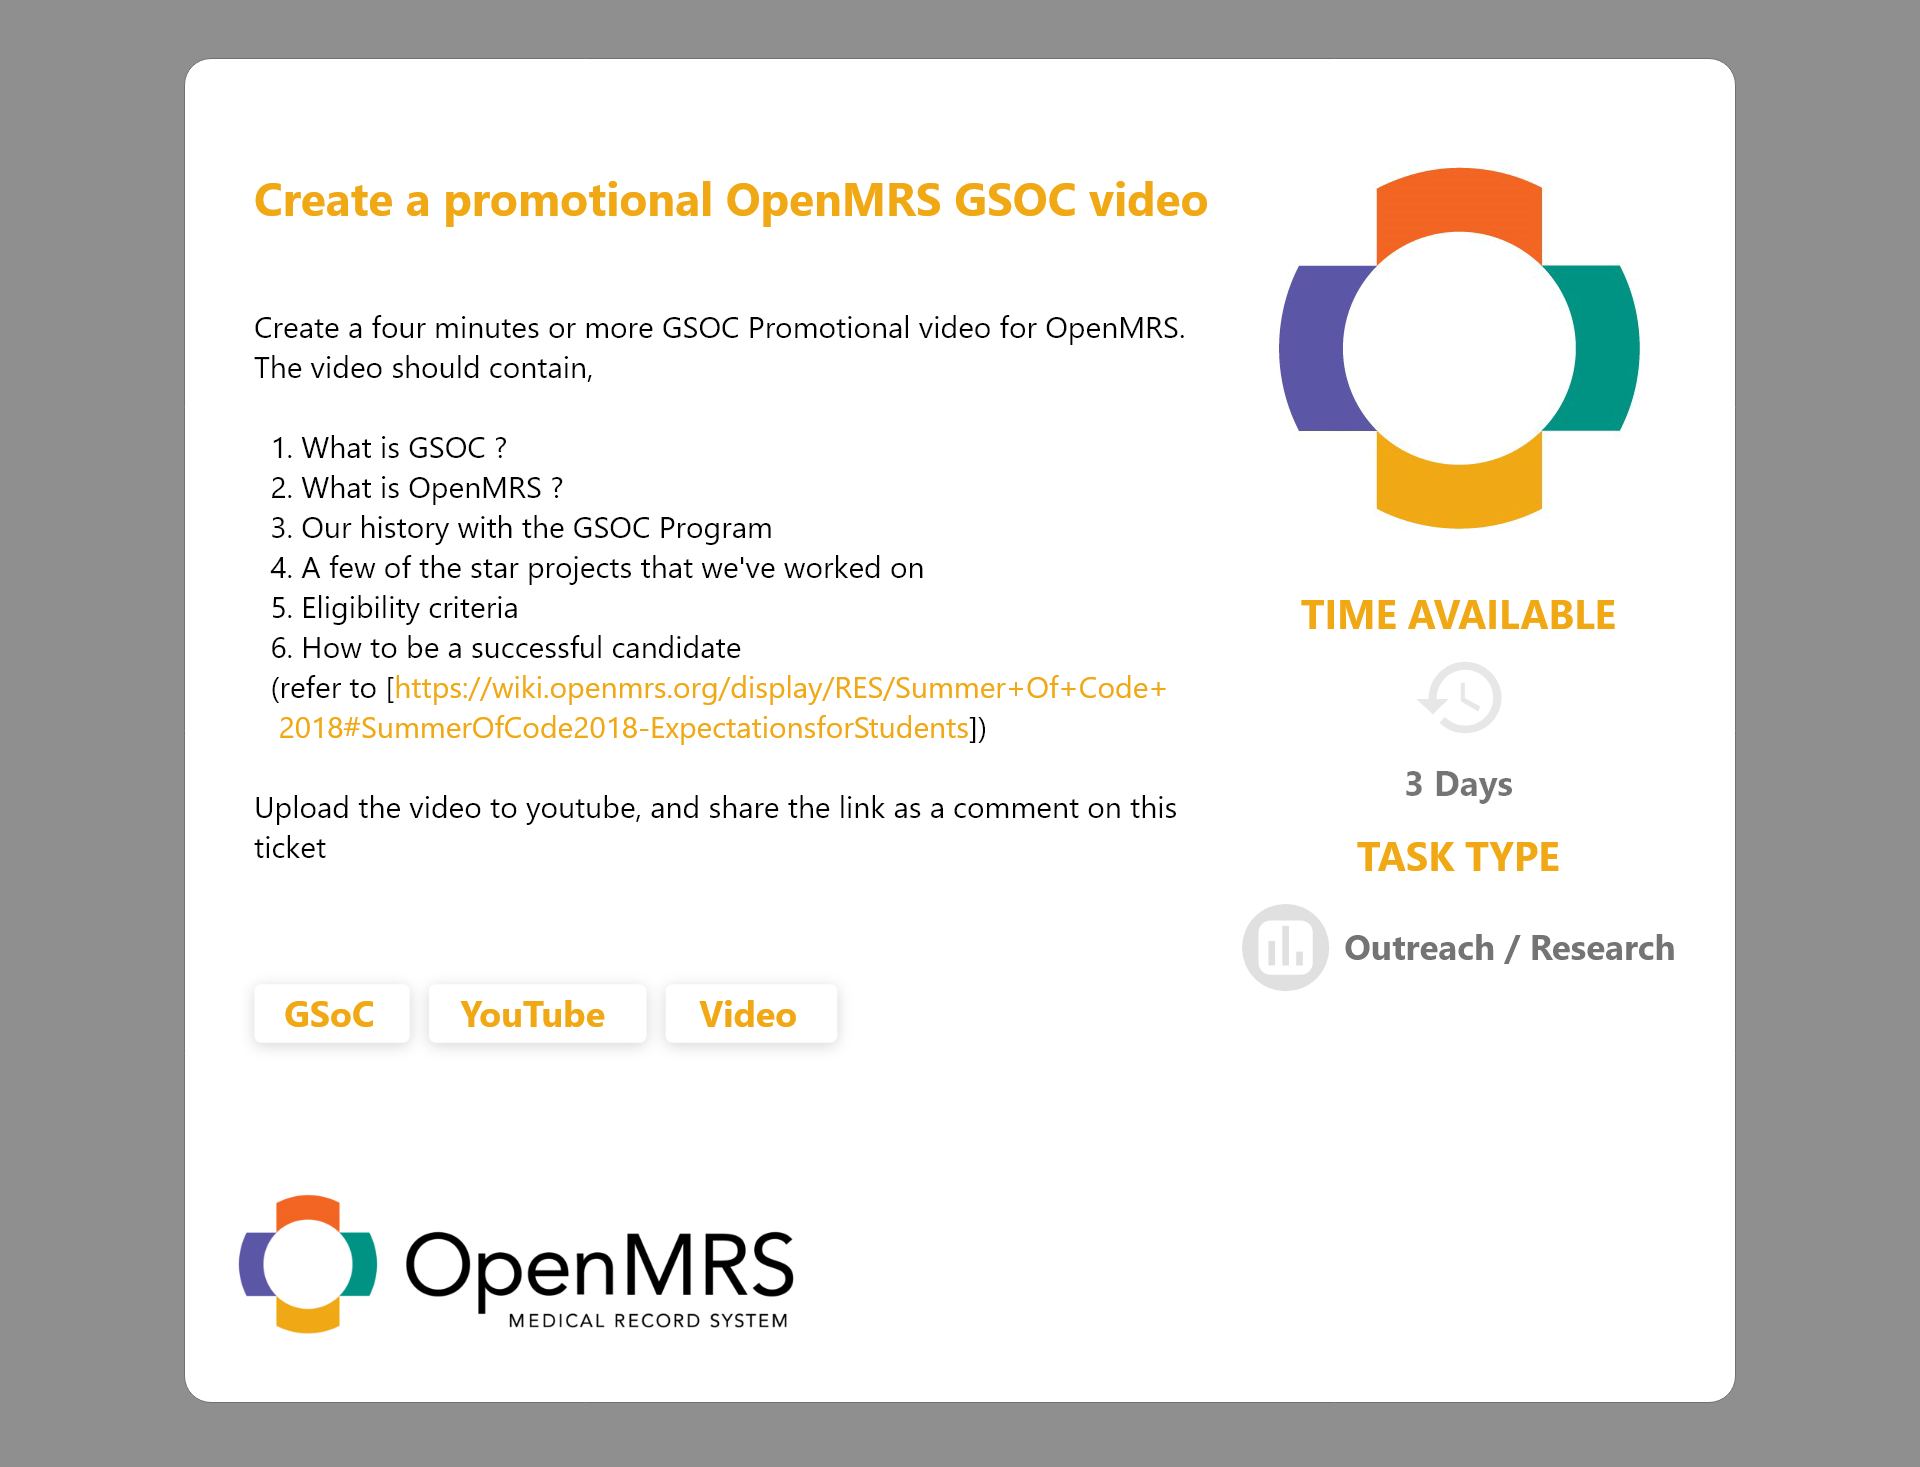 Create a promotional OpenMRS GSOC video
Create a four minutes or more GSOC Promotional video for OpenMRS.
The video should contain,
1. What is GSOC ?
2. What is OpenMRS ?
3. Our history with the GSOC Program
4. A few of the star projects that we've worked on
5. Eligibility criteria
6. How to be a successful candidate
(refer to [https://wiki.openmrs.org/display/RES/Summer+Of+Code+
2018#SummerOfCode2018-ExpectationsforStudents])
Upload the video to youtube, and share the link as a comment on this
ticket
GSoC YouTube Video
TIME AVAILABLE
3 Days
TASK TYPE
Outreach / Research
OpenMRS
MEDICAL RECORD SYSTEM